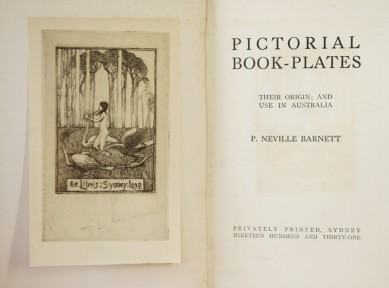 Ex Libris: Sydney Long
PICTORIAL
BOOK-PLATES
THEIR ORIGIN; AND
USE IN AUSTRALIA
P. NEVILLE BARNETT
PRIVATELY PRINTED, SYDNEY
NINETEEN HUNDRED AND THIRTY-ONE